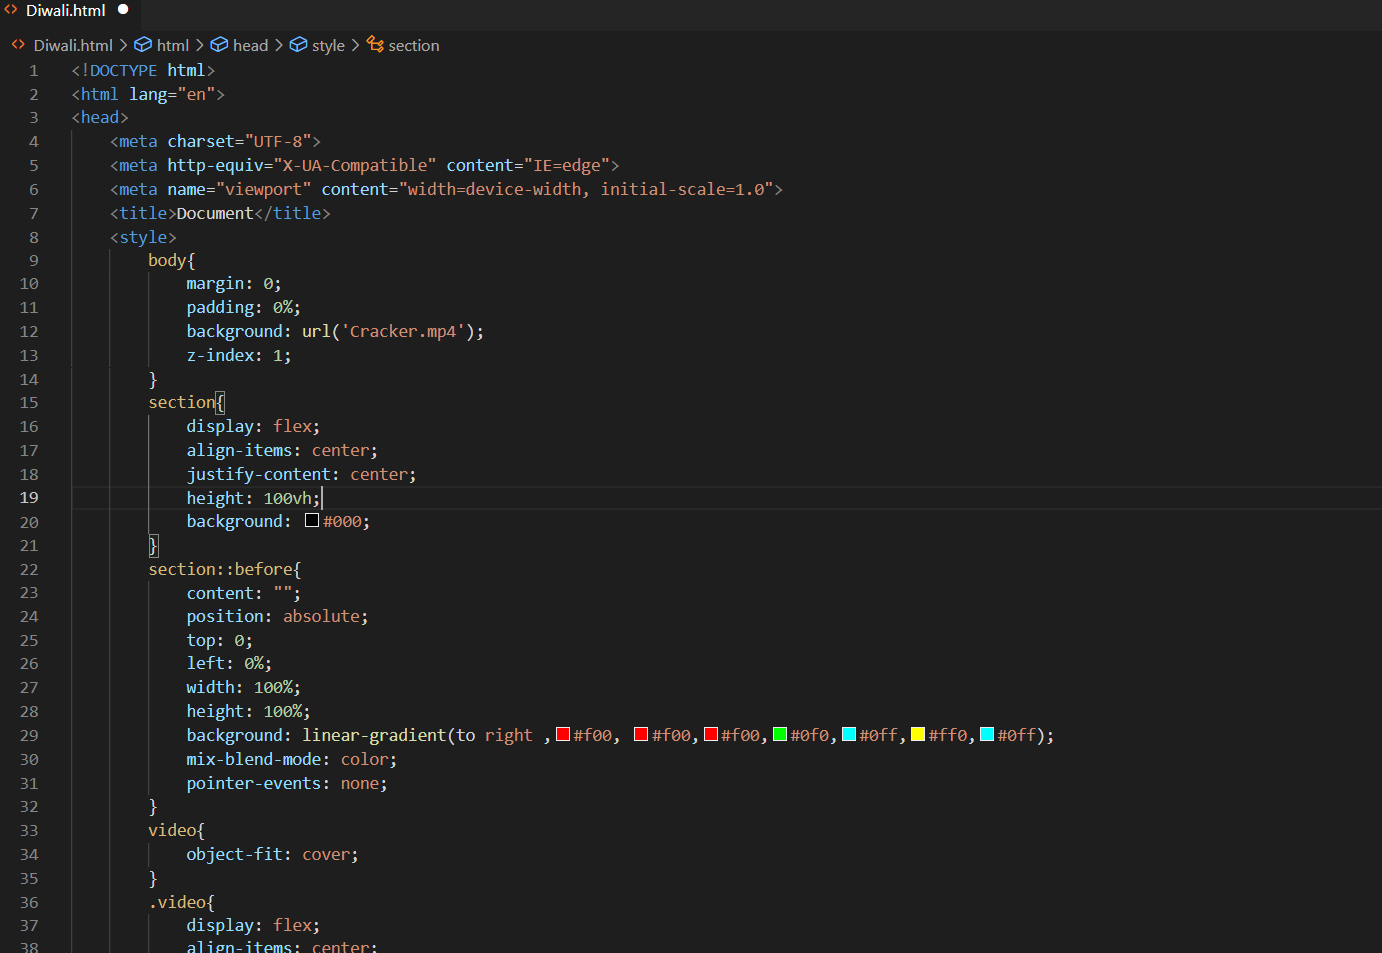 Diwali.html
Diwali.html > html > head > style > section
1 <!DOCTYPE html>
2 <html lang="en">
3 <head>
4 <meta charset="UTF-8">
5 <meta http-equiv="X-UA-Compatible" content="IE=edge">
6 <meta name="viewport" content="width=device-width, initial-scale=1.0">
7 <title>Document</title>
8 <style>
9 body{
10 margin: 0;
11 padding: 0%;
12 background: url('Cracker.mp4');
13 z-index: 1;
14 }
15 section{
16 display: flex;
17 align-items: center;
18 justify-content: center;
19 height: 100vh;
20 background: #000;
21 }
22 section::before{
23 content: "";
24 position: absolute;
25 top: 0;
26 left: 0%;
27 width: 100%;
28 height: 100%;
29 background: linear-gradient(to right ,#f00, #f00,#f00,#0f0,#0ff,#ff0,#0ff);
30 mix-blend-mode: color;
31 pointer-events: none;
32 }
33 video{
34 object-fit: cover;
35 }
36 .video{
37 display: flex;
38 align-items: center;